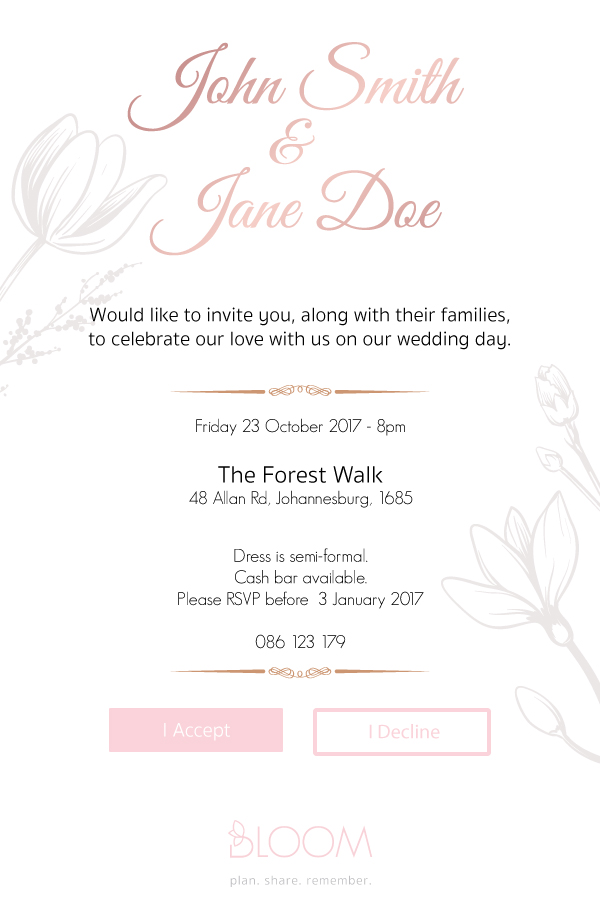 John Smith
&
Jane Doe
Would like to invite you, along with their families,
to celebrate our love with us on our wedding day.
Friday 23 October 2017 - 8pm
The Forest Walk
48 Allan Rd, Johannesburg, 1685
Dress is semi-formal.
Cash bar available.
Please RSVP before  3 January 2017
086 123 179
I Accept
I Decline
BLOOM
plan. share. remember.